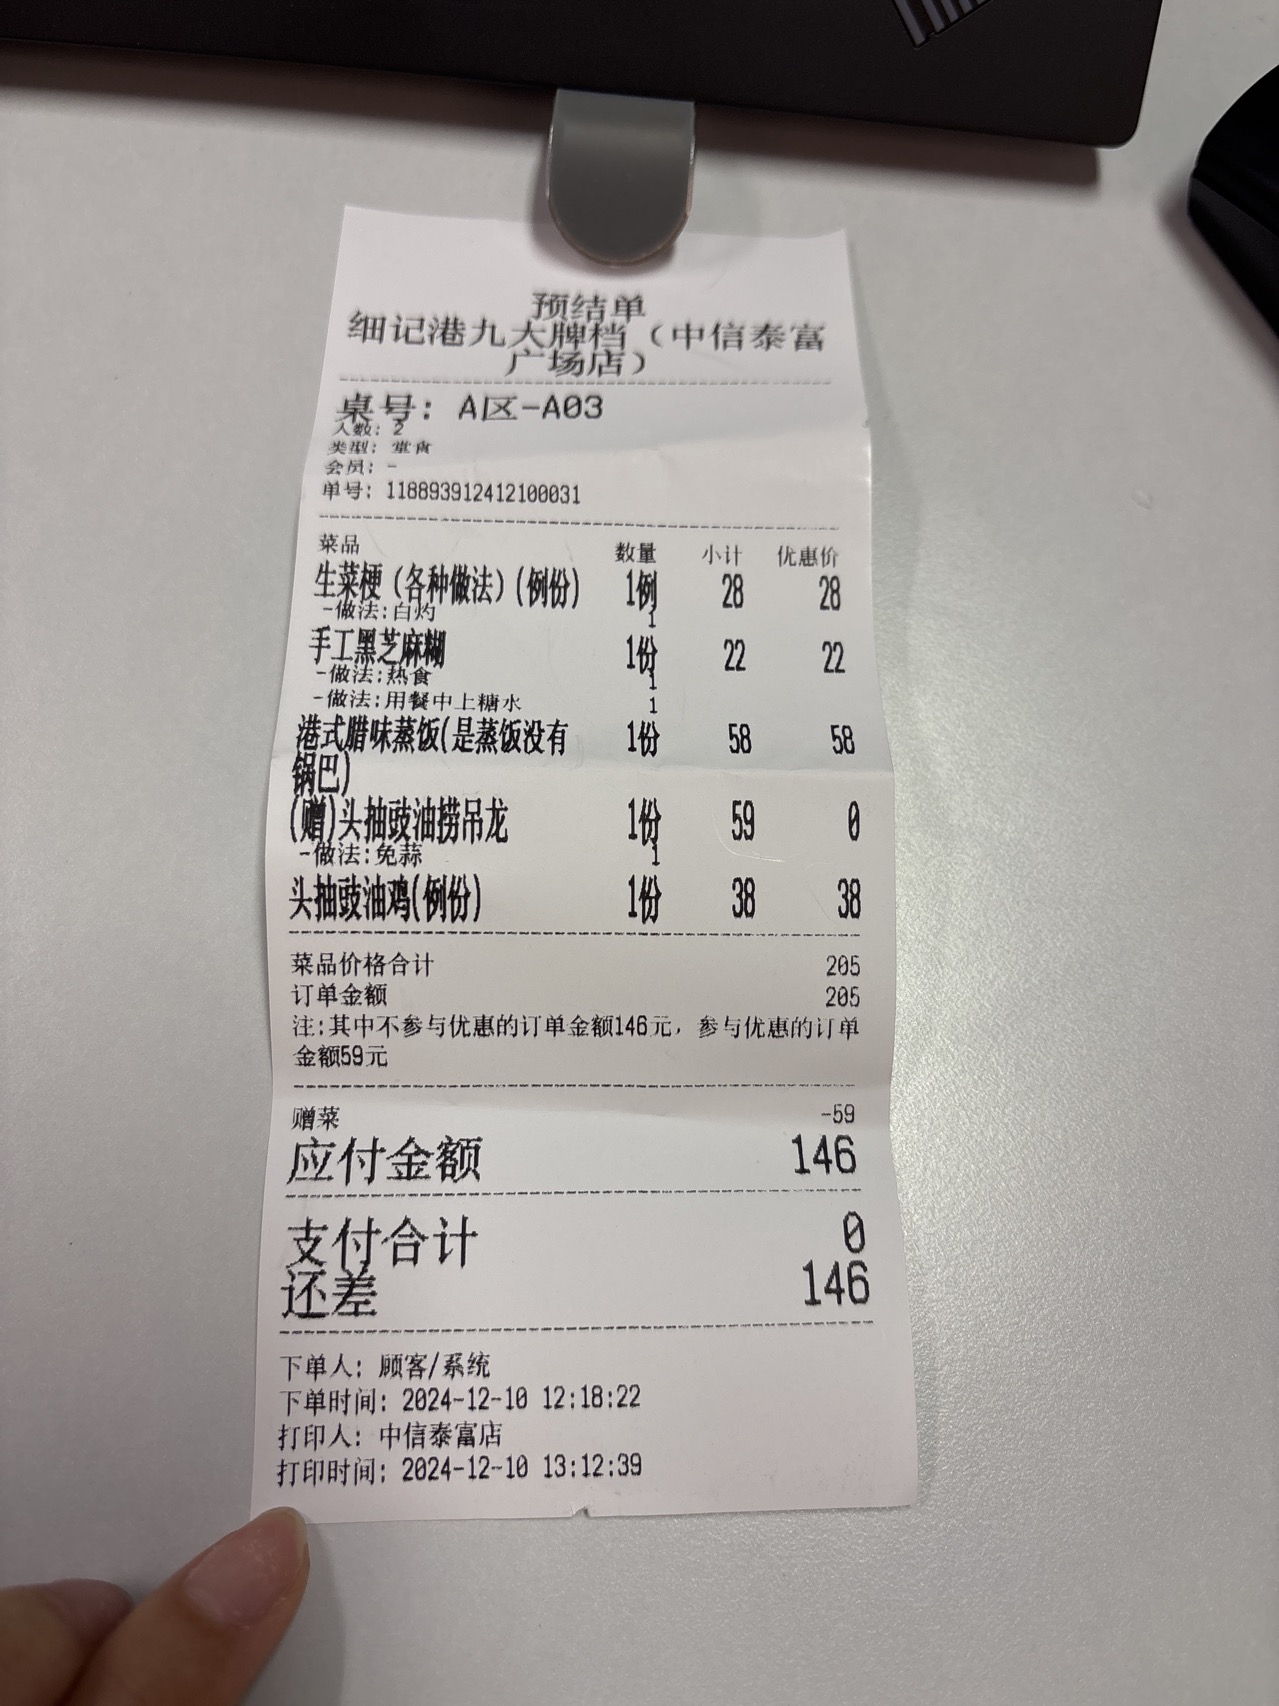 预结单
细记港九大牌档（中信泰富
广场店）
桌号: A区-A03
人数: 2
类型: 堂食
会员: -
单号: 118893912412100031
菜品 数量 小计 优惠价
生菜梗(各种做法)(例份) 1例 28 28
-做法:白灼 1
手工黑芝麻糊 1份 22 22
-做法:热食 1
-做法:用餐中上糖水 1
港式腊味蒸饭(是蒸饭没有 1份 58 58
锅巴)
(赠)头抽豉油捞吊龙 1份 59 0
-做法:免蒜 1
头抽豉油鸡(例份) 1份 38 38
菜品价格合计 205
订单金额 205
注:其中不参与优惠的订单金额146元，参与优惠的订单
金额59元
赠菜 -59
应付金额 146
支付合计 0
还差 146
下单人: 顾客/系统
下单时间: 2024-12-10 12:18:22
打印人: 中信泰富店
打印时间: 2024-12-10 13:12:39